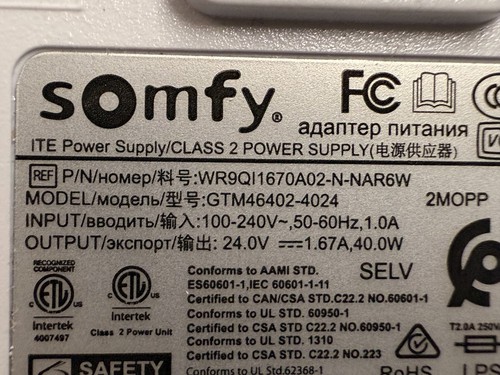 somfy®
FC
адаптер питания
ITE Power Supply/CLASS 2 POWER SUPPLY(电源供应器)
REF P/N/номер/料号:WR9QI1670A02-N-NAR6W
MODEL/модель/型号:GTM46402-4024
2MOPP
INPUT/вводить/输入:100-240V~,50-60Hz,1.0A
OUTPUT/экспорт/输出: 24.0V ⎓1.67A,40.0W
RECOGNIZED
COMPONENT
ETL
Intertek
4007497
ETL
Intertek
Class 2 Power Unit
Conforms to AAMI STD.
SELV
ES60601-1,IEC 60601-1-11
Certified to CAN/CSA STD.C22.2 NO.60601-1
Conforms to UL STD. 60950-1
Certified to CSA STD C22.2 NO.60950-1
Conforms to UL STD. 1310
Certified to CSA STD. C22.2 NO.223
Conforms to UL Std.62368-1
T2.0A 250V
SAFETY
RoHS
LPS